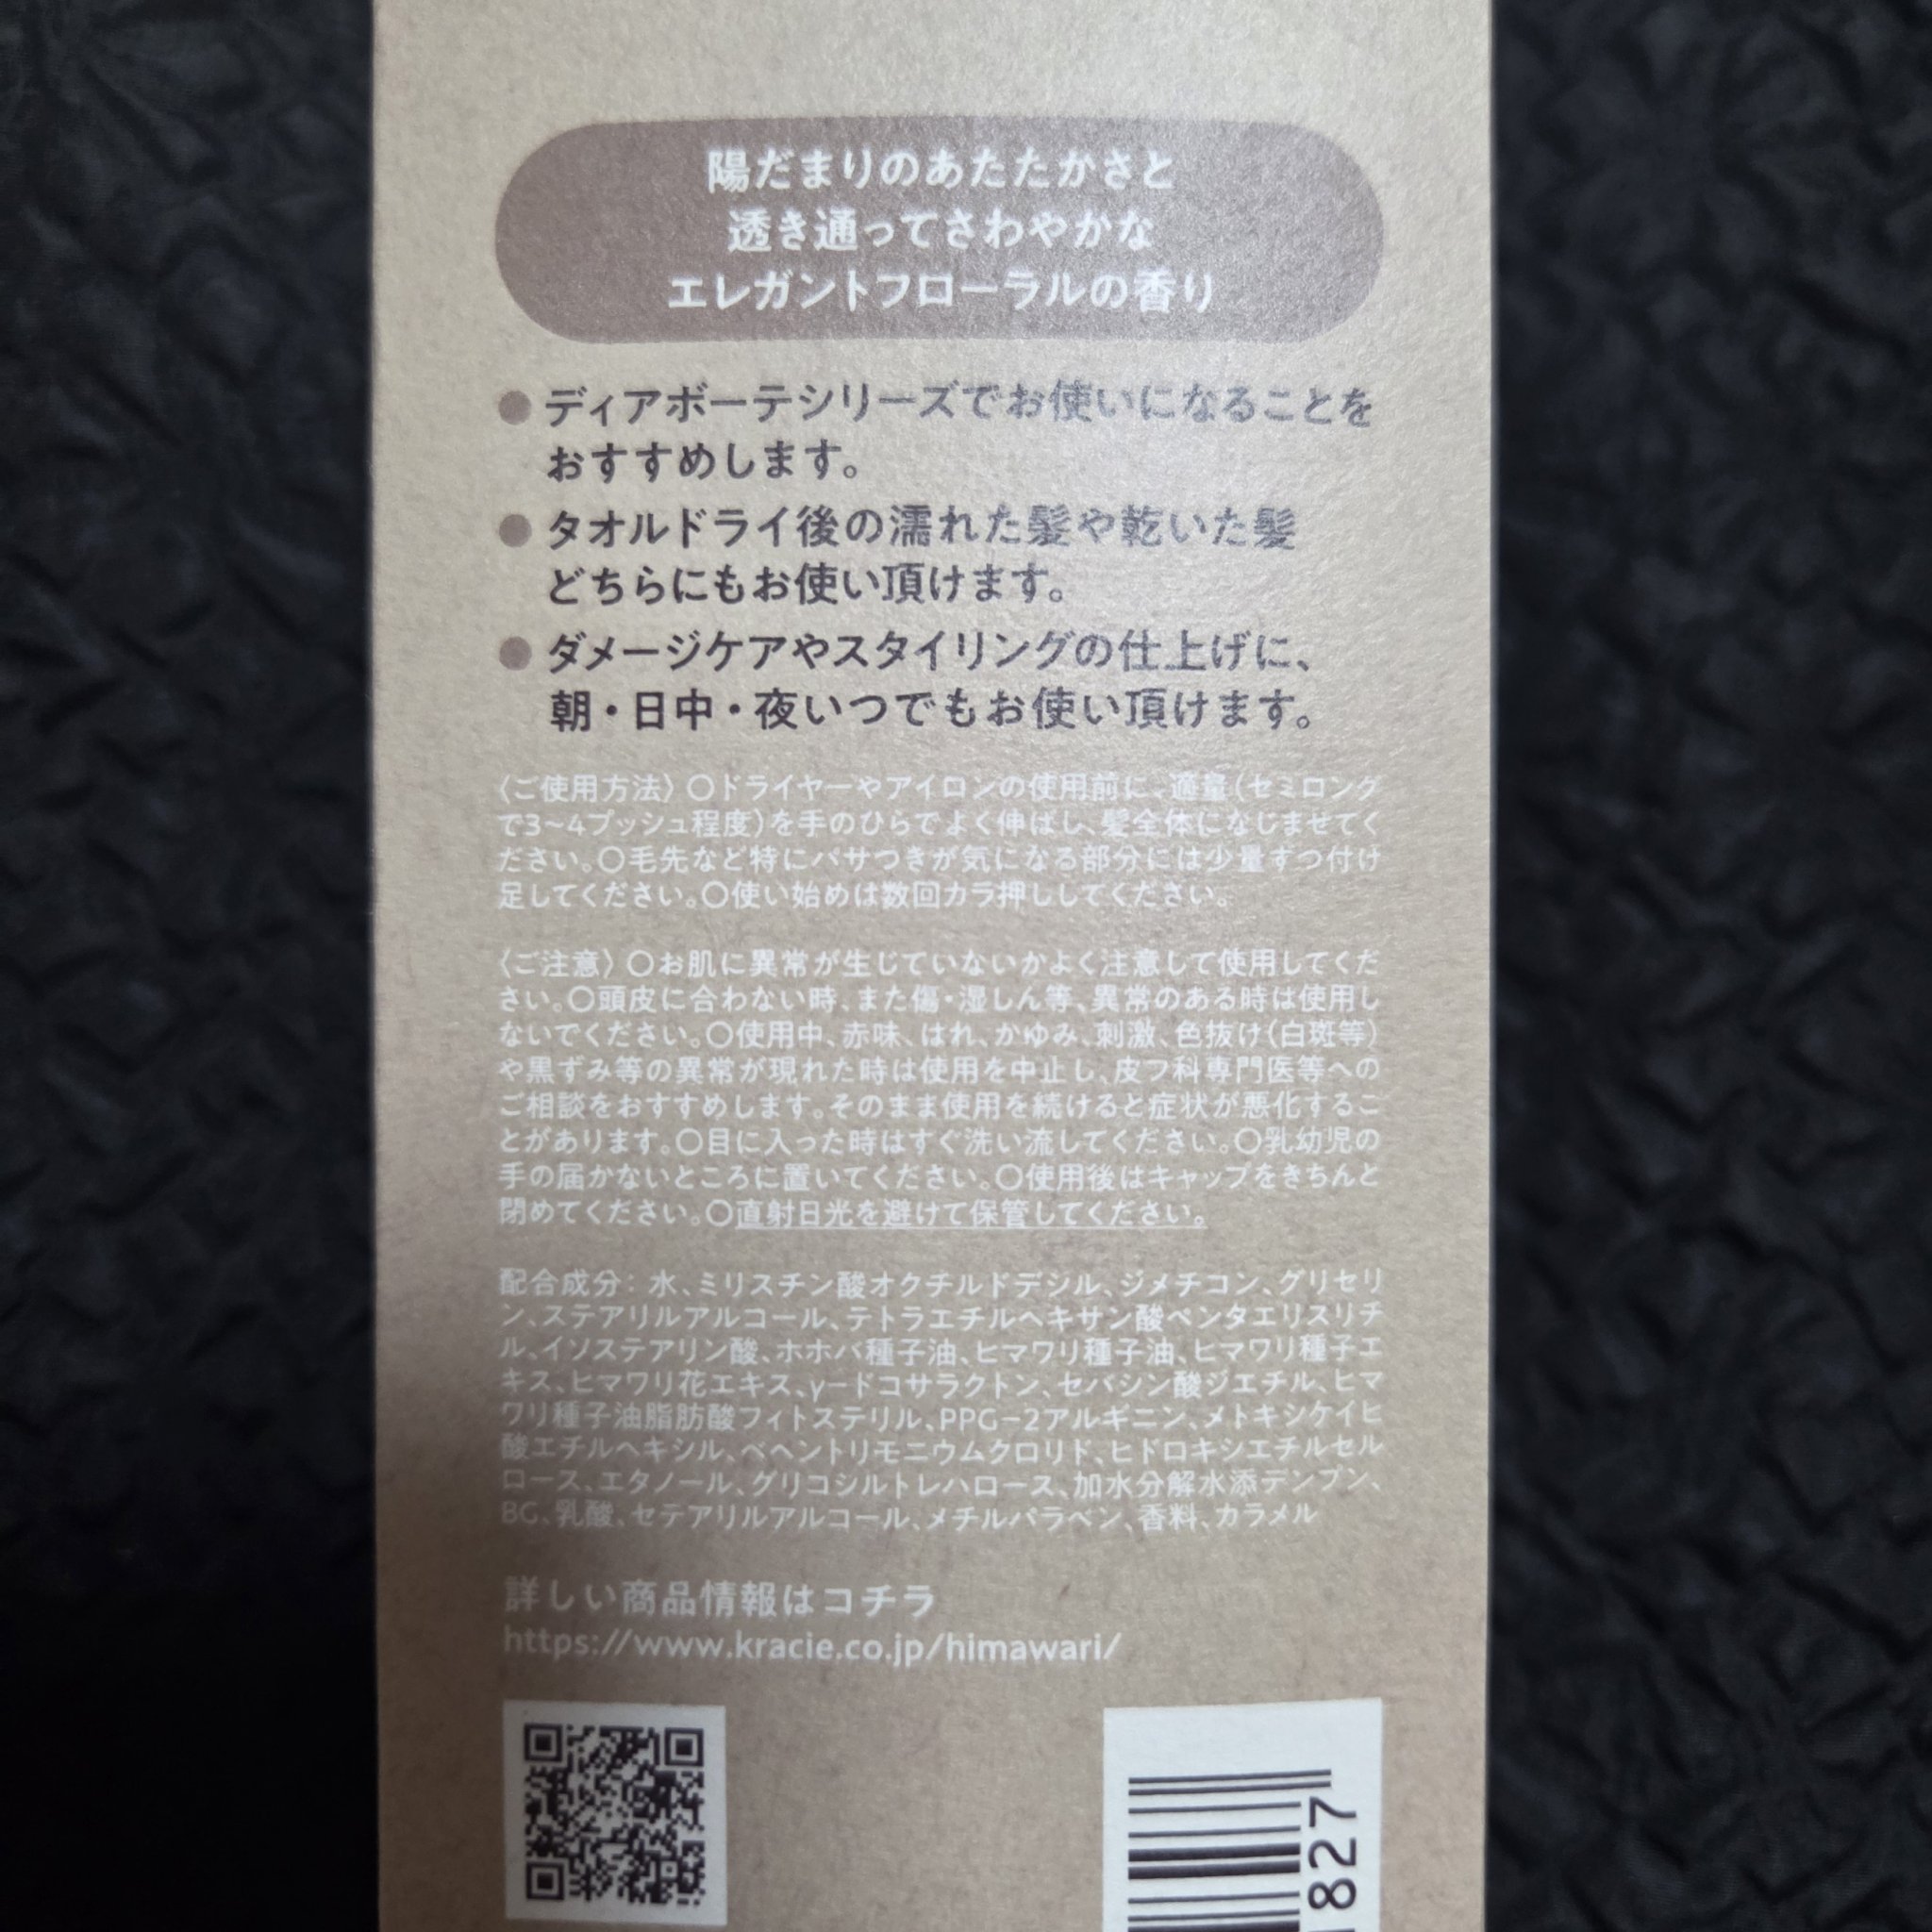 陽だまりのあたたかさと
透き通ってさわやかな
エレガントフローラルの香り
●ディアボーテシリーズでお使いになることを
おすすめします。
●タオルドライ後の濡れた髪や乾いた髪
どちらにもお使い頂けます。
●ダメージケアやスタイリングの仕上げに、
朝・日中・夜いつでもお使い頂けます。
〈ご使用方法〉○ドライヤーやアイロンの使用前に、適量(セミロング
で3~4プッシュ程度)を手のひらでよく伸ばし、髪全体になじませてく
ださい。○毛先など特にパサつきが気になる部分には少量ずつ付け
足してください。○使い始めは数回カラ押ししてください。
〈ご注意〉○お肌に異常が生じていないかよく注意して使用してくだ
さい。○頭皮に合わない時、また傷・湿しん等、異常のある時は使用し
ないでください。○使用中、赤味、はれ、かゆみ、刺激、色抜け(白斑等)
や黒ずみ等の異常が現れた時は使用を中止し、皮フ科専門医等への
ご相談をおすすめします。そのまま使用を続けると症状が悪化するこ
とがあります。○目に入った時はすぐ洗い流してください。○乳幼児の
手の届かないところに置いてください。○使用後はキャップをきちんと
閉めてください。○直射日光を避けて保管してください。
配合成分：水、ミリスチン酸オクチルドデシル、ジメチコン、グリセリ
ン、ステアリルアルコール、テトラエチルヘキサン酸ペンタエリスリチ
ル、イソステアリン酸、ホホバ種子油、ヒマワリ種子油、ヒマワリ種子エ
キス、ヒマワリ花エキス、γ－ドコサラクトン、セバシン酸ジエチル、ヒマ
ワリ種子油脂肪酸フィトステリル、PPG－2アルギニン、メトキシケイヒ
酸エチルヘキシル、ベヘントリモニウムクロリド、ヒドロキシエチルセル
ロース、エタノール、グリコシルトレハロース、加水分解水添デンプン、
BG、乳酸、セテアリルアルコール、メチルパラベン、香料、カラメル
詳しい商品情報はコチラ
https://www.kracie.co.jp/himawari/
827